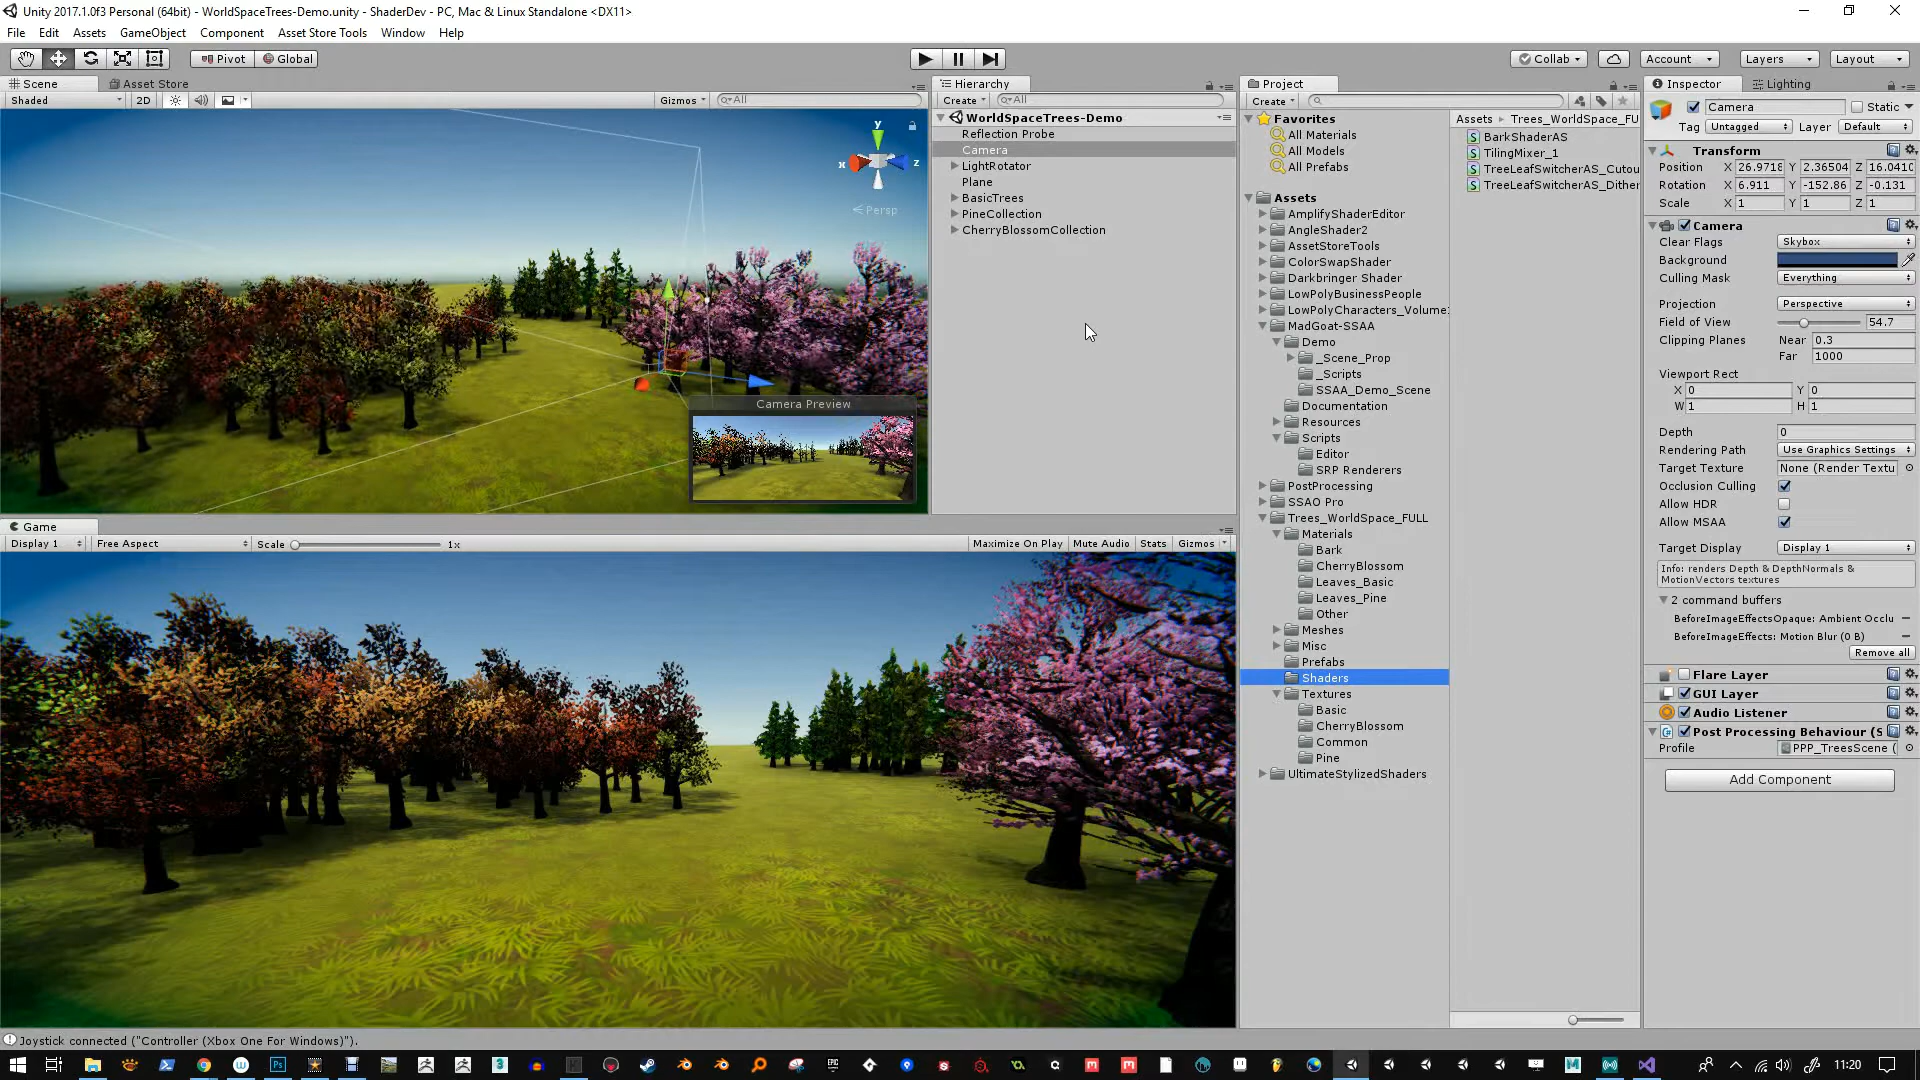 Unity 2017.1.0f3 Personal (64bit) - WorldSpaceTrees-Demo.unity - ShaderDev - PC, Mac & Linux Standalone <DX11>
File Edit Assets GameObject Component Asset Store Tools Window Help
Pivot Global Collab Account Layers Layout
Scene Asset Store
Shaded 2D Gizmos All
y
x z
Persp
Camera Preview
Game
Display 1 Free Aspect Scale 1x Maximize On Play Mute Audio Stats Gizmos
Hierarchy
Create All
WorldSpaceTrees-Demo
Reflection Probe
Camera
LightRotator
Plane
BasicTrees
PineCollection
CherryBlossomCollection
Project
Create
Favorites
All Materials
All Models
All Prefabs
Assets
AmplifyShaderEditor
AngleShader2
AssetStoreTools
ColorSwapShader
Darkbringer Shader
LowPolyBusinessPeople
LowPolyCharacters_Volume1
MadGoat-SSAA
Demo
_Scene_Prop
_Scripts
SSAA_Demo_Scene
Documentation
Resources
Scripts
Editor
SRP Renderers
PostProcessing
SSAO Pro
Trees_WorldSpace_FULL
Materials
Bark
CherryBlossom
Leaves_Basic
Leaves_Pine
Other
Meshes
Misc
Prefabs
Shaders
Textures
Basic
CherryBlossom
Common
Pine
UltimateStylizedShaders
Assets Trees_WorldSpace_FU
BarkShaderAS
TilingMixer_1
TreeLeafSwitcherAS_Cutou
TreeLeafSwitcherAS_Dither
Inspector Lighting
Camera Static
Tag Untagged Layer Default
Transform
Position X 26.9718 Y 2.36504 Z 16.0410
Rotation X 6.911 Y -152.86 Z -0.131
Scale X 1 Y 1 Z 1
Camera
Clear Flags Skybox
Background
Culling Mask Everything
Projection Perspective
Field of View 54.7
Clipping Planes Near 0.3
Far 1000
Viewport Rect
X 0 Y 0
W 1 H 1
Depth 0
Rendering Path Use Graphics Settings
Target Texture None (Render Textu
Occlusion Culling
Allow HDR
Allow MSAA
Target Display Display 1
Info: renders Depth & DepthNormals &
MotionVectors textures
2 command buffers
BeforeImageEffectsOpaque: Ambient Occlu
BeforeImageEffects: Motion Blur (0 B)
Remove all
Flare Layer
GUI Layer
Audio Listener
Post Processing Behaviour (S
Profile PPP_TreesScene (
Add Component
Joystick connected ("Controller (Xbox One For Windows)").
11:20